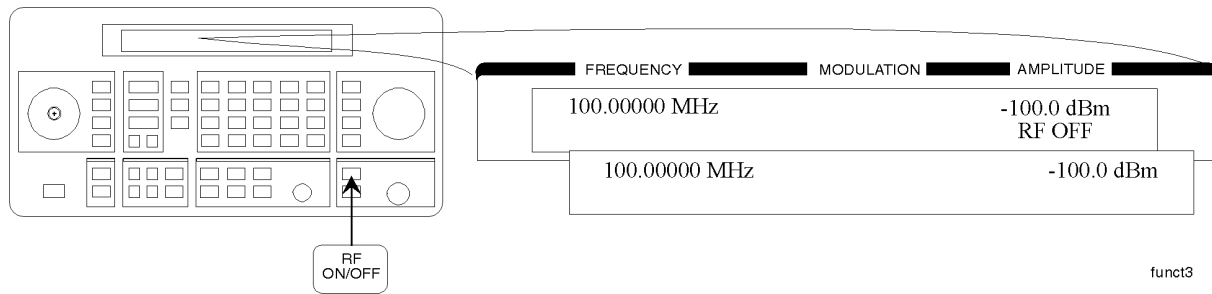 FREQUENCY MODULATION AMPLITUDE
100.00000 MHz -100.0 dBm
RF OFF
100.00000 MHz -100.0 dBm
RF
ON/OFF
funct3